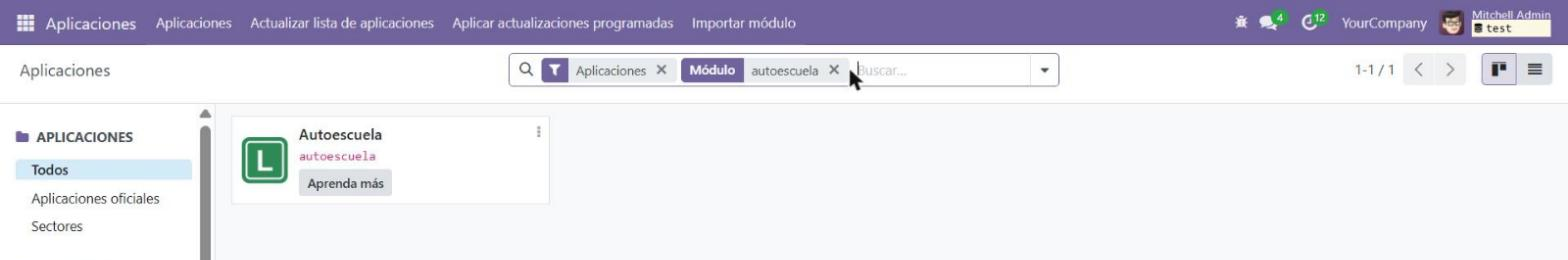 Aplicaciones Aplicaciones Actualizar lista de aplicaciones Aplicar actualizaciones programadas Importar módulo 4 12 YourCompany Mitchell Admin
test
Aplicaciones Aplicaciones Módulo autoescuela Buscar... 1-1 / 1
APLICACIONES
Todos
Aplicaciones oficiales
Sectores
L
Autoescuela
autoescuela
Aprenda más